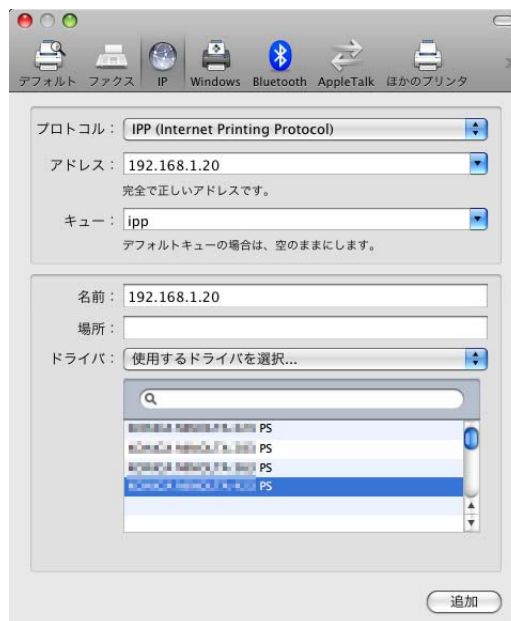 デフォルト ファクス IP Windows Bluetooth AppleTalk ほかのプリンタ
プロトコル： IPP (Internet Printing Protocol)
アドレス： 192.168.1.20
完全で正しいアドレスです。
キュー： ipp
デフォルトキューの場合は、空のままにします。
名前： 192.168.1.20
場所：
ドライバ： 使用するドライバを選択...
PS
PS
PS
PS
追加